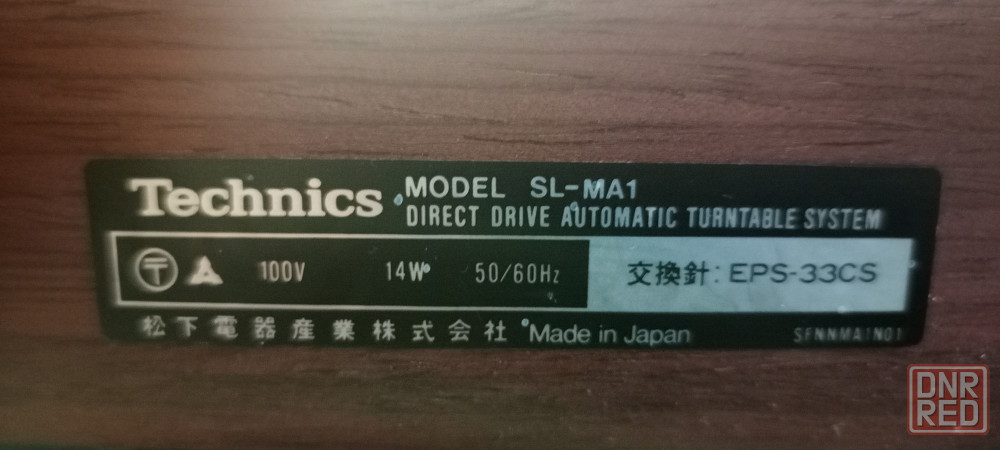 Technics MODEL SL-MA1
DIRECT DRIVE AUTOMATIC TURNTABLE SYSTEM
〒 100V 14W 50/60Hz 交換針: EPS-33CS
松下電器産業株式会社 Made in Japan SFNNMA1N01
DNR
RED